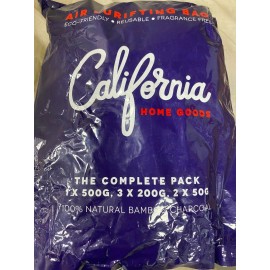 AIR PURIFYING BAGS
ECO-FRIENDLY • REUSABLE • FRAGRANCE FREE
California
HOME GOODS
THE COMPLETE PACK
1X 500G, 3 X 200G, 2 X 50G
100% NATURAL BAMBOO CHARCOAL